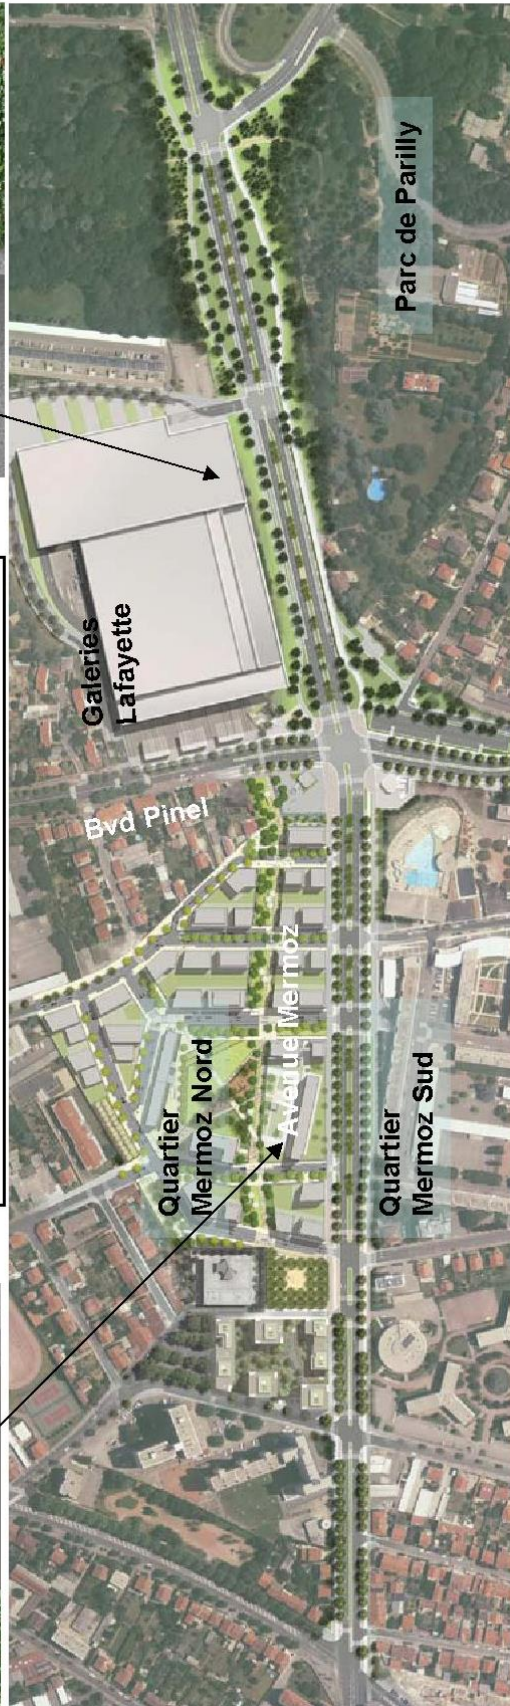 Parc de Parilly
Galeries
Lafayette
Bvd Pinel
Avenue Mermoz
Quartier
Mermoz Nord
Quartier
Mermoz Sud